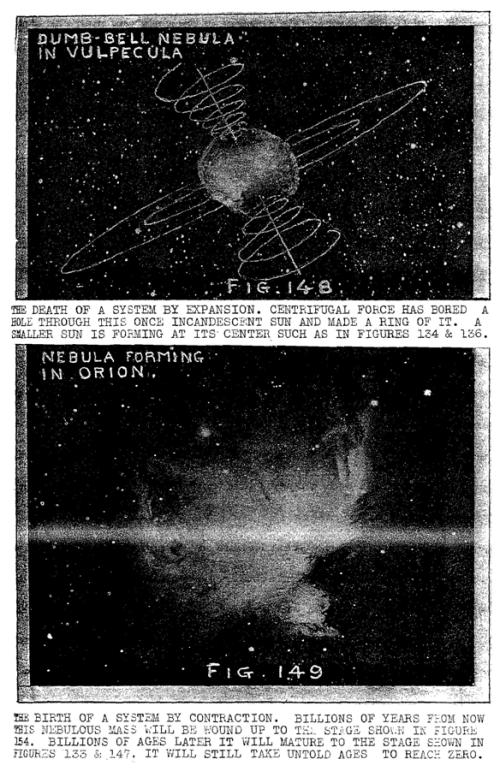 DUMB-BELL NEBULA
IN VULPECULA
FIG. 148
THE DEATH OF A SYSTEM BY EXPANSION. CENTRIFUGAL FORCE HAS BORED A
HOLE THROUGH THIS ONCE INCANDESCENT SUN AND MADE A RING OF IT. A
SMALLER SUN IS FORMING AT ITS CENTER SUCH AS IN FIGURES 134 & 136.
NEBULA FORMING
IN ORION.
FIG. 149
THE BIRTH OF A SYSTEM BY CONTRACTION. BILLIONS OF YEARS FROM NOW
THIS NEBULOUS MASS WILL BE WOUND UP TO THE STAGE SHOWN IN FIGURE
154. BILLIONS OF AGES LATER IT WILL MATURE TO THE STAGE SHOWN IN
FIGURES 133 & 147. IT WILL STILL TAKE UNTOLD AGES TO REACH ZERO.